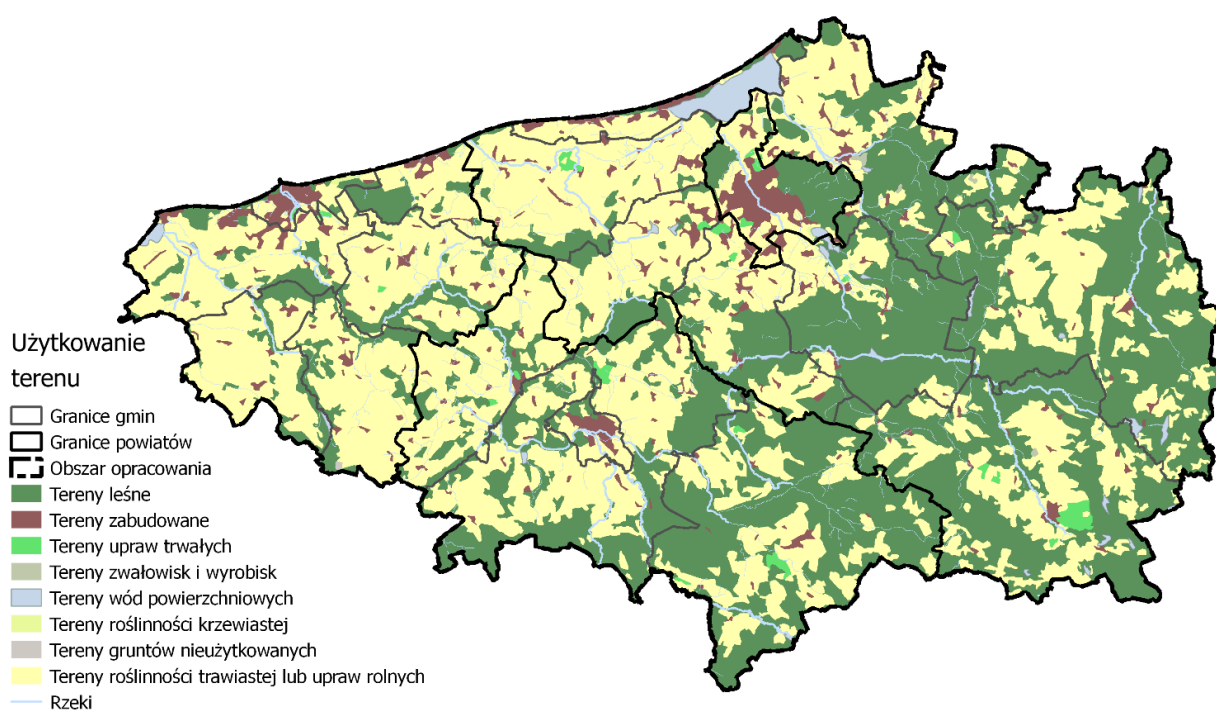 Użytkowanie
terenu
Granice gmin
Granice powiatów
Obszar opracowania
Tereny leśne
Tereny zabudowane
Tereny upraw trwałych
Tereny zwałowisk i wyrobisk
Tereny wód powierzchniowych
Tereny roślinności krzewiastej
Tereny gruntów nieużytkowanych
Tereny roślinności trawiastej lub upraw rolnych
Rzeki